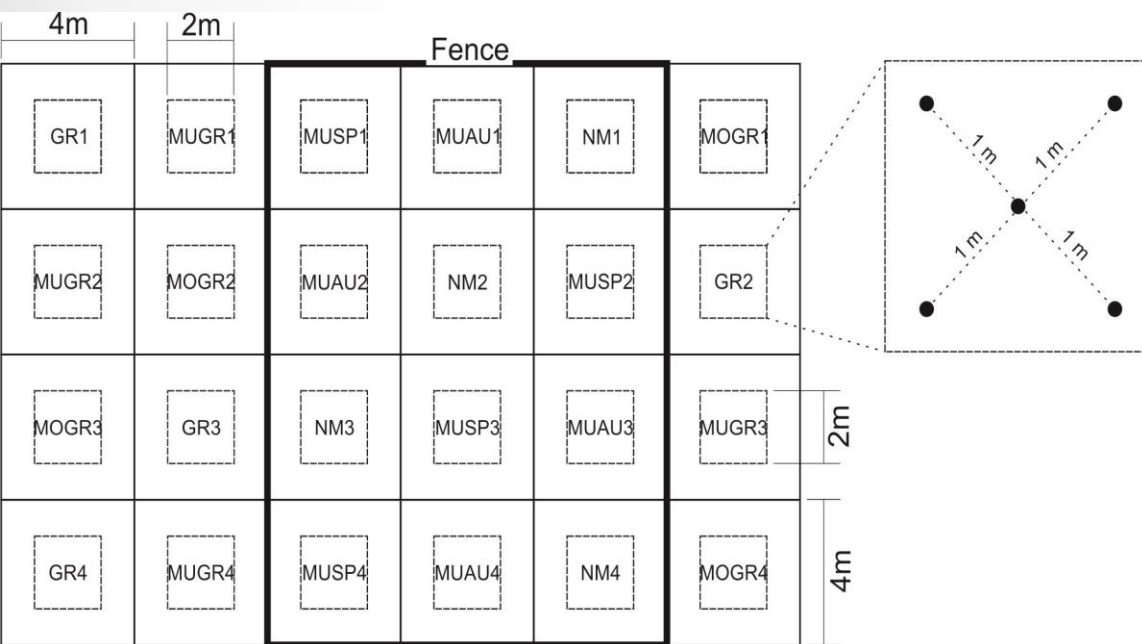 4m 2m
Fence
GR1 MUGR1 MUSP1 MUAU1 NM1 MOGR1
1 m 1 m
MUGR2 MOGR2 MUAU2 NM2 MUSP2 GR2
1 m 1 m
MOGR3 GR3 NM3 MUSP3 MUAU3 MUGR3
2m
GR4 MUGR4 MUSP4 MUAU4 NM4 MOGR4
4m